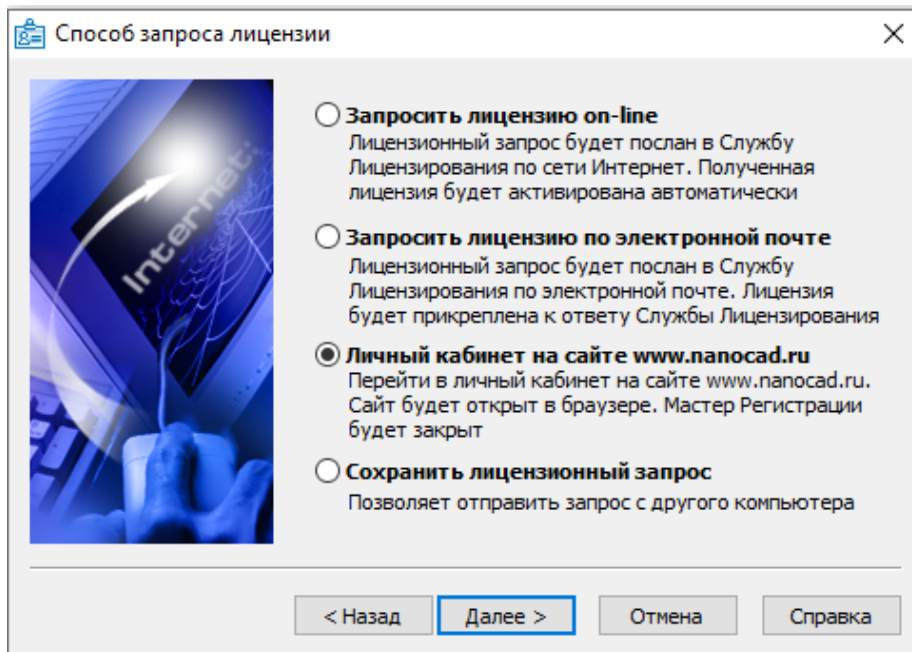 Способ запроса лицензии
Internet:
Запросить лицензию on-line
Лицензионный запрос будет послан в Службу
Лицензирования по сети Интернет. Полученная
лицензия будет активирована автоматически
Запросить лицензию по электронной почте
Лицензионный запрос будет послан в Службу
Лицензирования по электронной почте. Лицензия
будет прикреплена к ответу Службы Лицензирования
Личный кабинет на сайте www.nanocad.ru
Перейти в личный кабинет на сайте www.nanocad.ru.
Сайт будет открыт в браузере. Мастер Регистрации
будет закрыт
Сохранить лицензионный запрос
Позволяет отправить запрос с другого компьютера
< Назад Далее > Отмена Справка